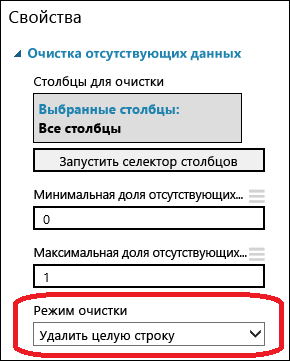 Свойства
Очистка отсутствующих данных
Столбцы для очистки
Выбранные столбцы:
Все столбцы
Запустить селектор столбцов
Минимальная доля отсутствующих...
0
Максимальная доля отсутствующих...
1
Режим очистки
Удалить целую строку